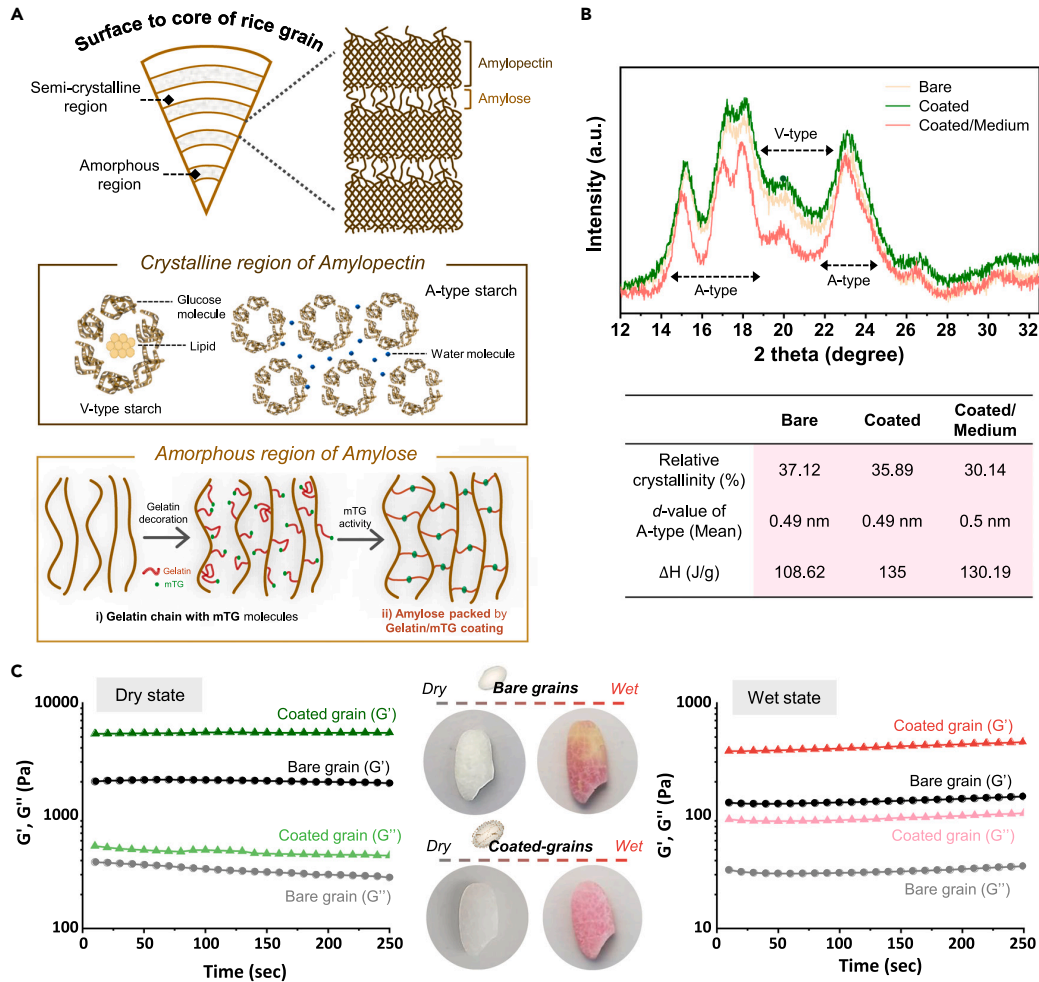 A
Surface to core of rice grain
Semi-crystalline
region
Amorphous
region
Amylopectin
Amylose
Crystalline region of Amylopectin
Glucose
molecule
Lipid
V-type starch
A-type starch
Water molecule
Amorphous region of Amylose
Gelatin
decoration
Gelatin
mTG
mTG
activity
i) Gelatin chain with mTG molecules
ii) Amylose packed by
Gelatin/mTG coating
B
Intensity (a.u.)
Bare
Coated
Coated/Medium
V-type
A-type
A-type
12 14 16 18 20 22 24 26 28 30 32
2 theta (degree)
Bare Coated Coated/
Medium
Relative
crystallinity (%) 37.12 35.89 30.14
d-value of
A-type (Mean) 0.49 nm 0.49 nm 0.5 nm
ΔH (J/g) 108.62 135 130.19
C
Dry state
G', G'' (Pa)
10000
1000
100
Coated grain (G')
Bare grain (G')
Coated grain (G'')
Bare grain (G'')
0 50 100 150 200 250
Time (sec)
Dry Bare grains Wet
Dry Coated-grains Wet
Wet state
G', G'' (Pa)
1000
100
10
Coated grain (G')
Bare grain (G')
Coated grain (G'')
Bare grain (G'')
0 50 100 150 200 250
Time (sec)